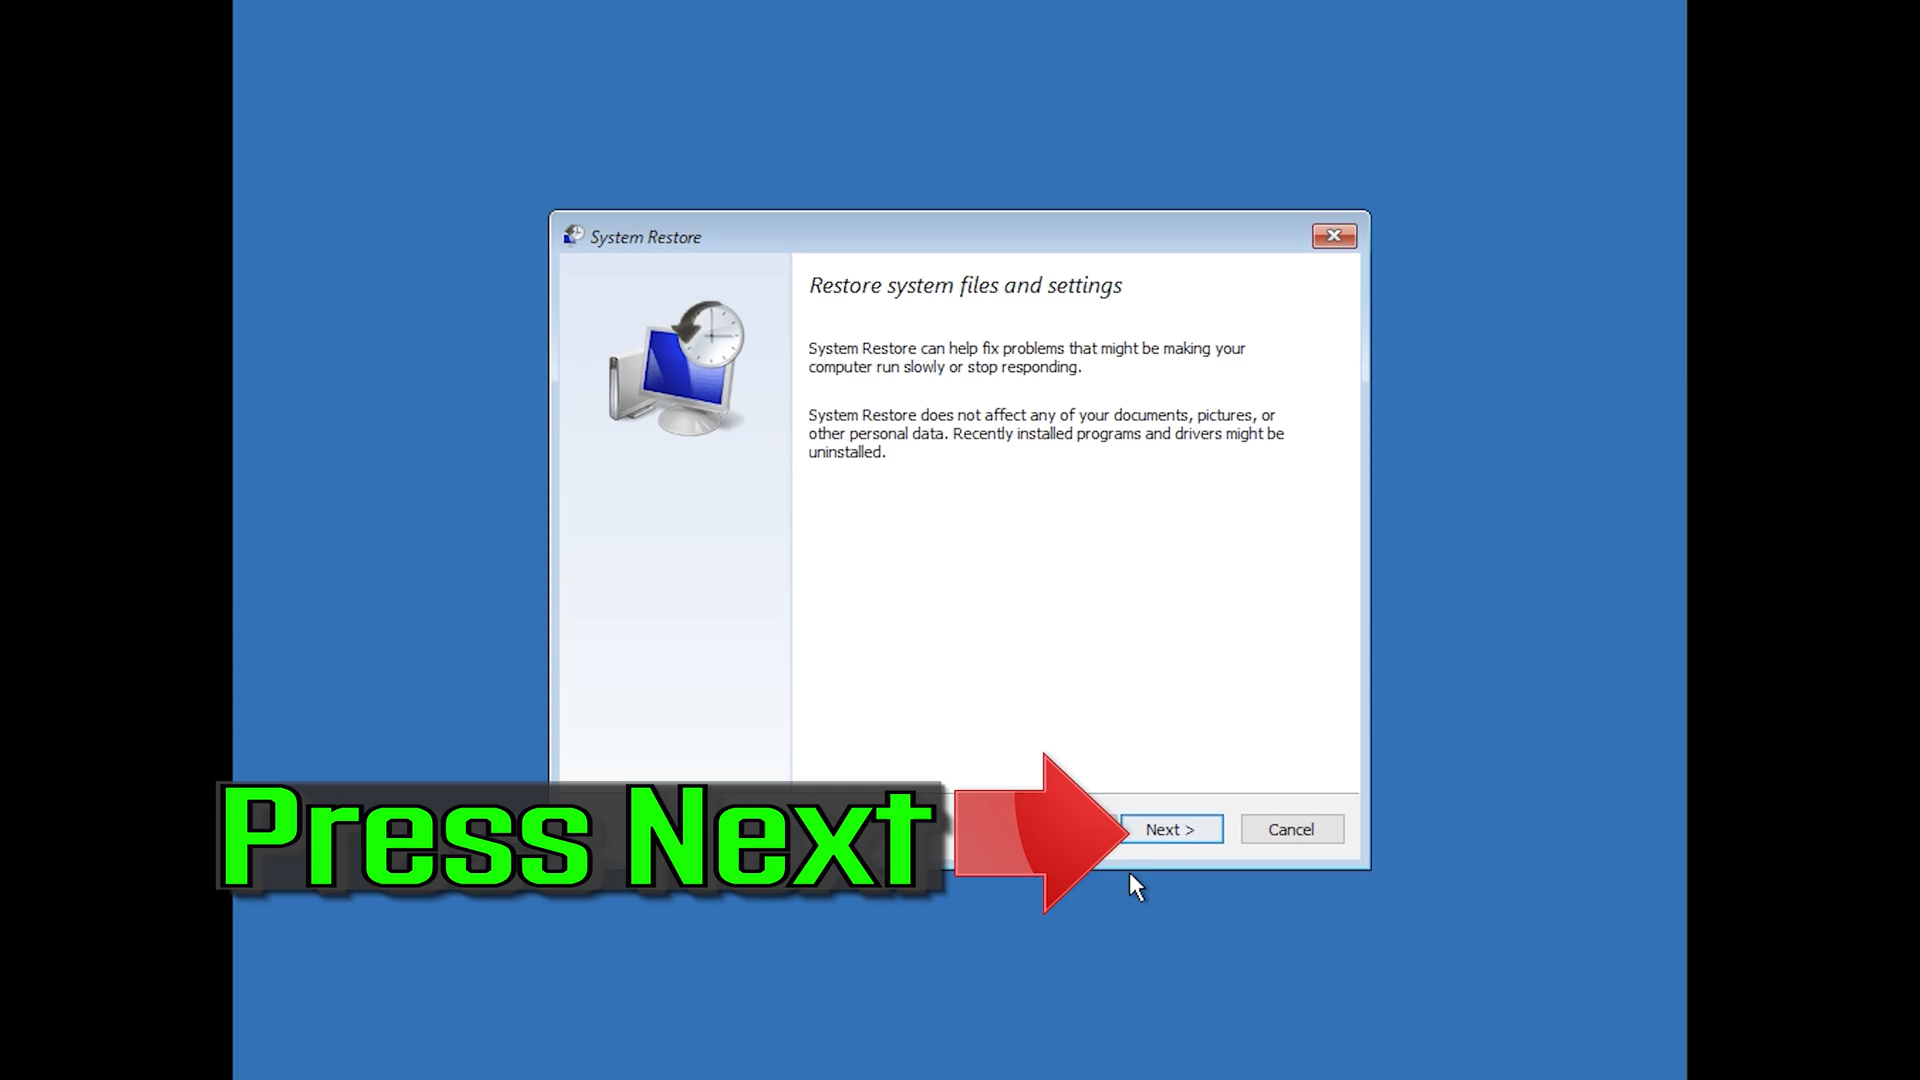 System Restore
Restore system files and settings
System Restore can help fix problems that might be making your
computer run slowly or stop responding.
System Restore does not affect any of your documents, pictures, or
other personal data. Recently installed programs and drivers might be
uninstalled.
Press Next
Next >
Cancel